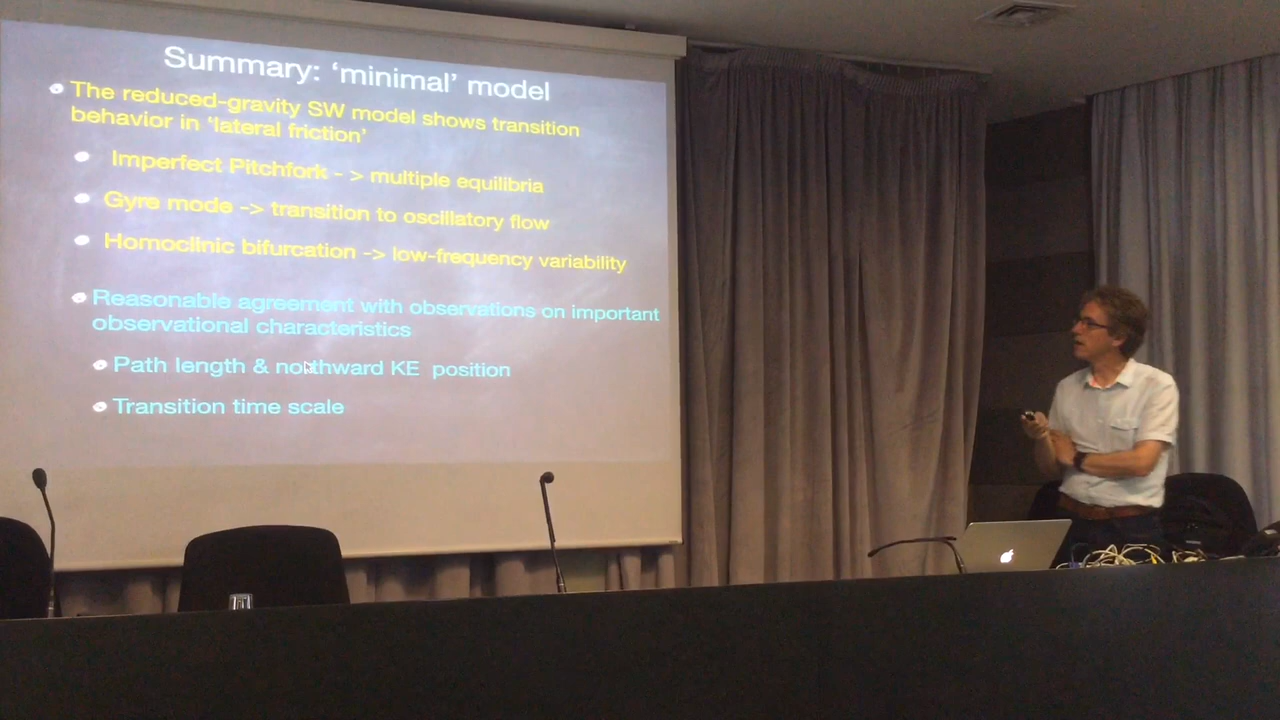 Summary: ‘minimal’ model
The reduced-gravity SW model shows transition
behavior in ‘lateral friction’
Imperfect Pitchfork - > multiple equilibria
Gyre mode -> transition to oscillatory flow
Homoclinic bifurcation -> low-frequency variability
Reasonable agreement with observations on important
observational characteristics
Path length & northward KE position
Transition time scale